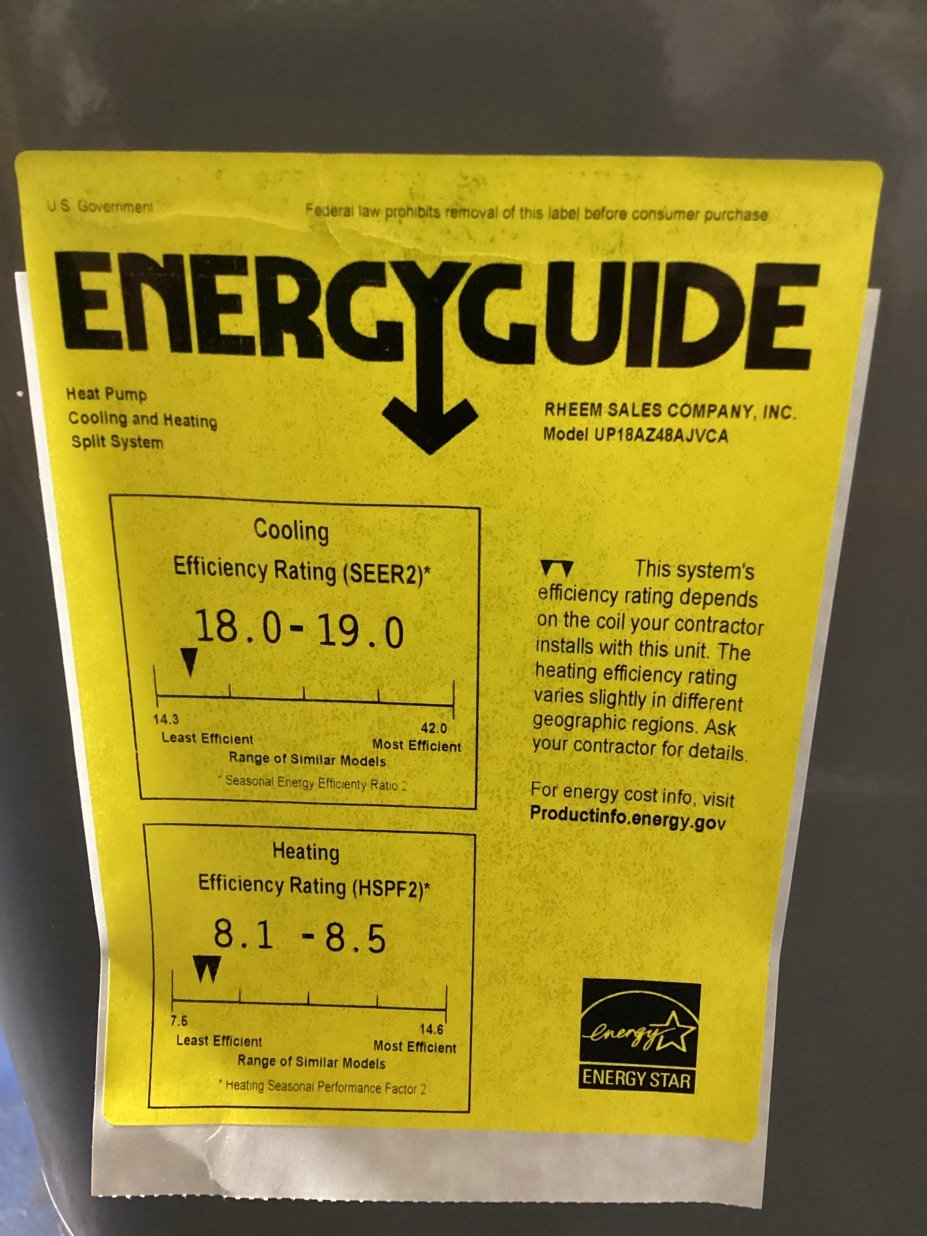 U.S. Government
Federal law prohibits removal of this label before consumer purchase
ENERGYGUIDE
Heat Pump
Cooling and Heating
Split System
RHEEM SALES COMPANY, INC.
Model UP18AZ48AJVCA
Cooling
Efficiency Rating (SEER2)*
18.0-19.0
14.3
42.0
Least Efficient
Most Efficient
Range of Similar Models
* Seasonal Energy Efficienty Ratio 2
This system's
efficiency rating depends
on the coil your contractor
installs with this unit. The
heating efficiency rating
varies slightly in different
geographic regions. Ask
your contractor for details.
For energy cost info, visit
Productinfo.energy.gov
Heating
Efficiency Rating (HSPF2)*
8.1 -8.5
7.5
14.6
Least Efficient
Most Efficient
Range of Similar Models
* Heating Seasonal Performance Factor 2
energy
ENERGY STAR